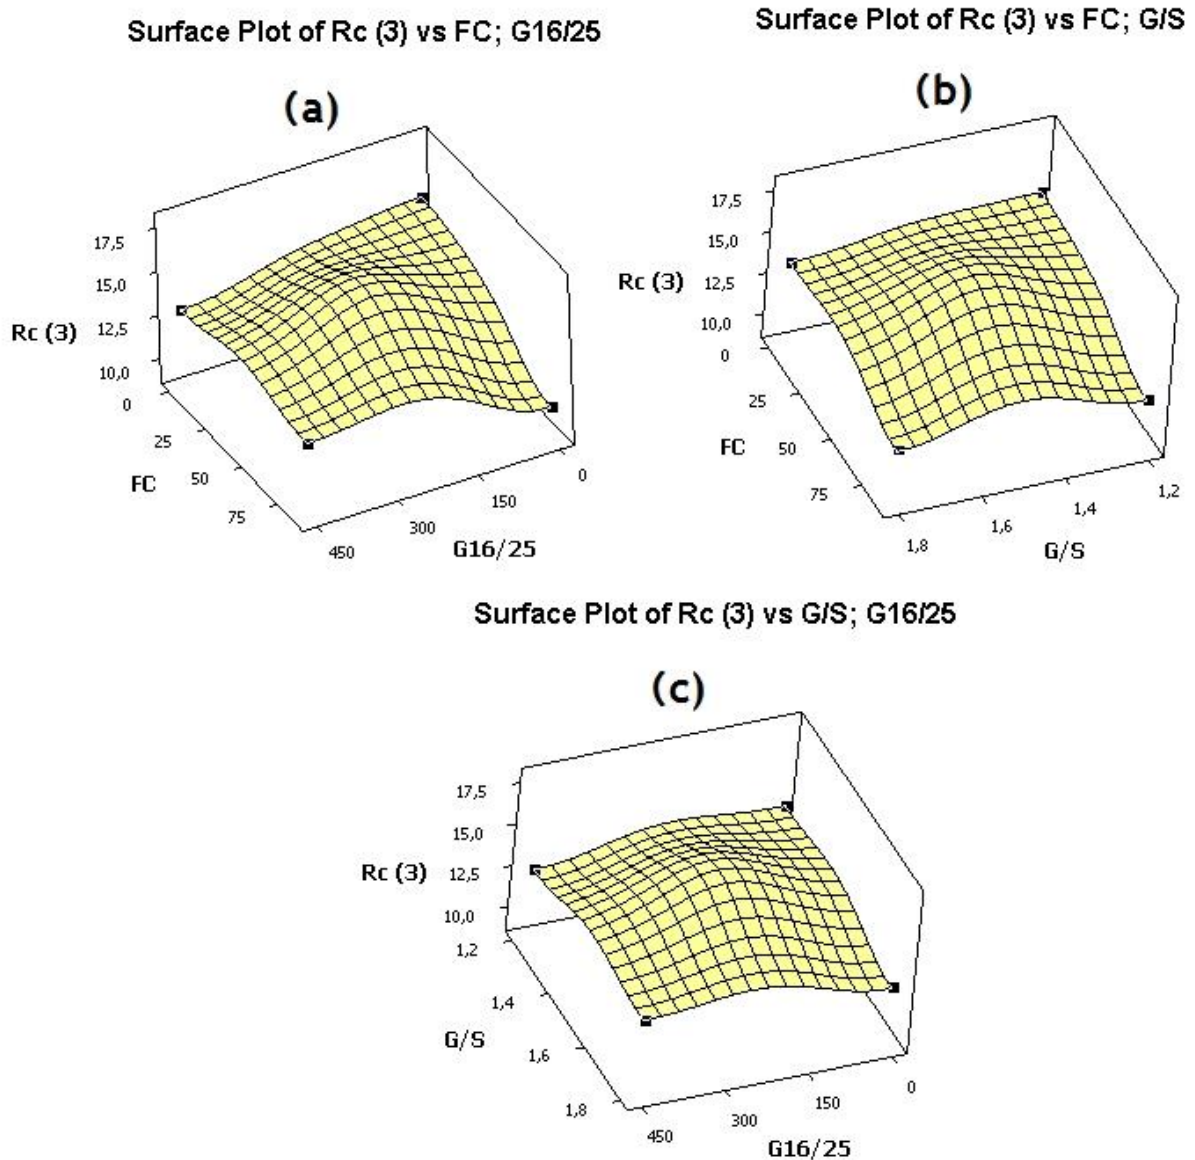 Surface Plot of Rc (3) vs FC; G16/25
(a)
17,5
15,0
Rc (3)
12,5
10,0
0
25
FC
50
75
450
300
150
0
G16/25
Surface Plot of Rc (3) vs FC; G/S
(b)
17,5
15,0
Rc (3)
12,5
10,0
0
25
FC
50
75
1,8
1,6
1,4
1,2
G/S
Surface Plot of Rc (3) vs G/S; G16/25
(c)
17,5
15,0
Rc (3)
12,5
10,0
1,2
1,4
G/S
1,6
1,8
450
300
150
0
G16/25